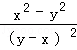 x² − y²
(y − x)²